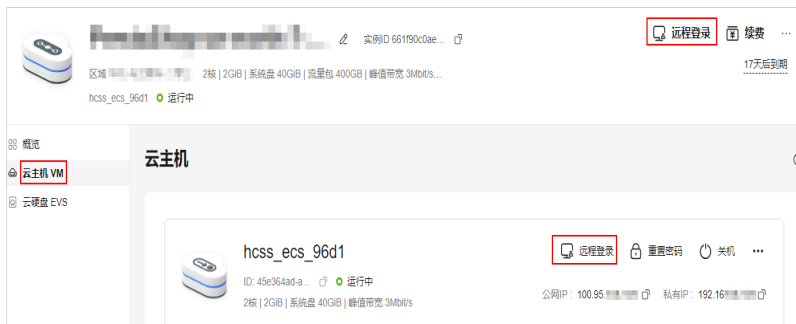 实例ID 661f90c0ae... 远程登录 续费 ...
区域 2核 | 2GiB | 系统盘 40GiB | 流量包 400GB | 峰值带宽 3Mbit/s... 17天后到期
hcss_ecs_96d1 运行中
概览
云主机 VM
云硬盘 EVS
云主机
hcss_ecs_96d1 远程登录 重置密码 关机 ...
ID: 45e364ad-a... 运行中
2核 | 2GiB | 系统盘 40GiB | 峰值带宽 3Mbit/s
公网IP： 100.95. 私有IP： 192.16